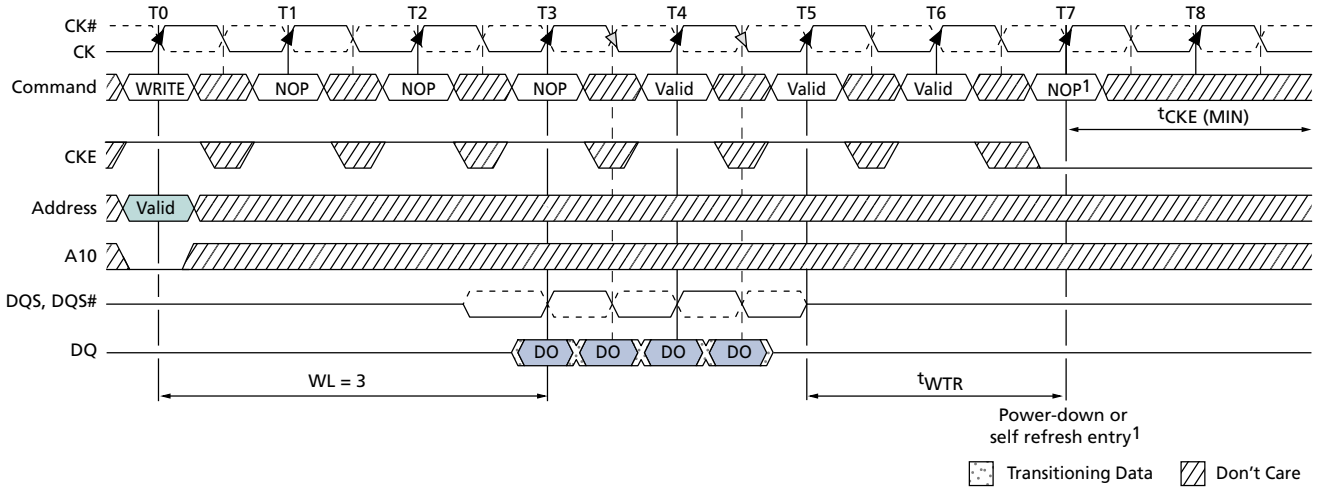 T0 T1 T2 T3 T4 T5 T6 T7 T8
CK#
CK
Command WRITE NOP NOP NOP Valid Valid Valid NOP1
tCKE (MIN)
CKE
Address Valid
A10
DQS, DQS#
DQ DO DO DO DO
WL = 3 tWTR
Power-down or
self refresh entry1
Transitioning Data Don't Care